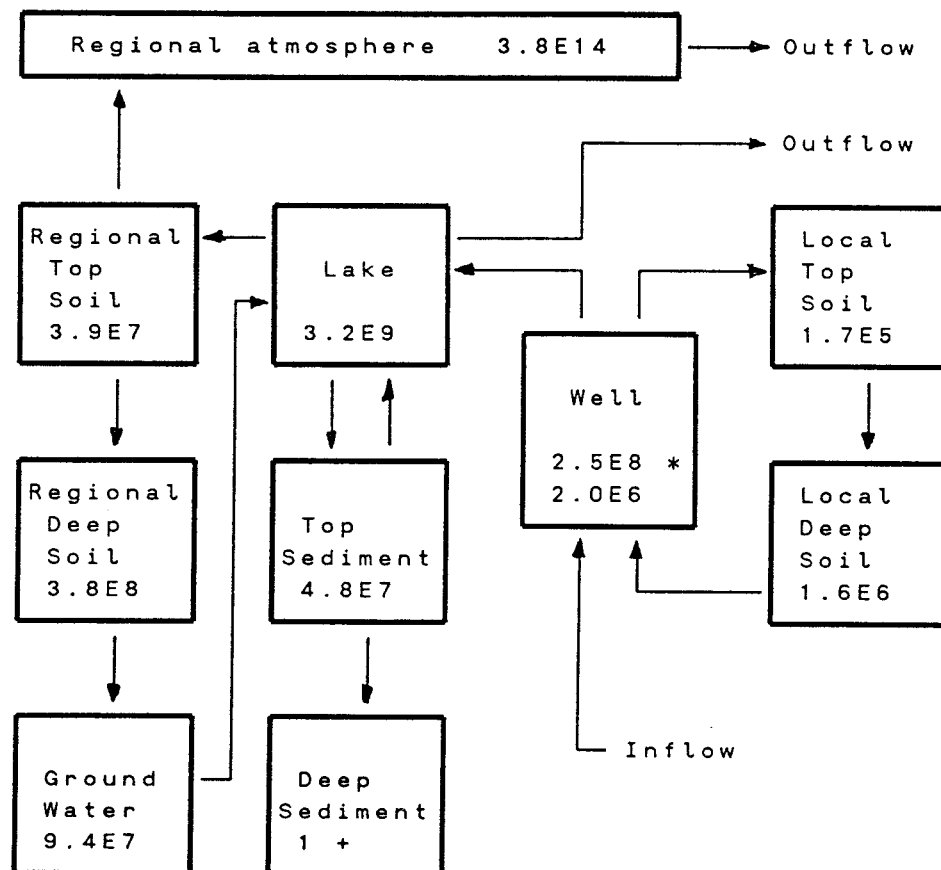 Regional atmosphere 3.8E14
Outflow
Outflow
Regional
Top
Soil
3.9E7
Lake
3.2E9
Local
Top
Soil
1.7E5
Well
2.5E8 *
2.0E6
Regional
Deep
Soil
3.8E8
Top
Sediment
4.8E7
Local
Deep
Soil
1.6E6
Inflow
Ground
Water
9.4E7
Deep
Sediment
1 +